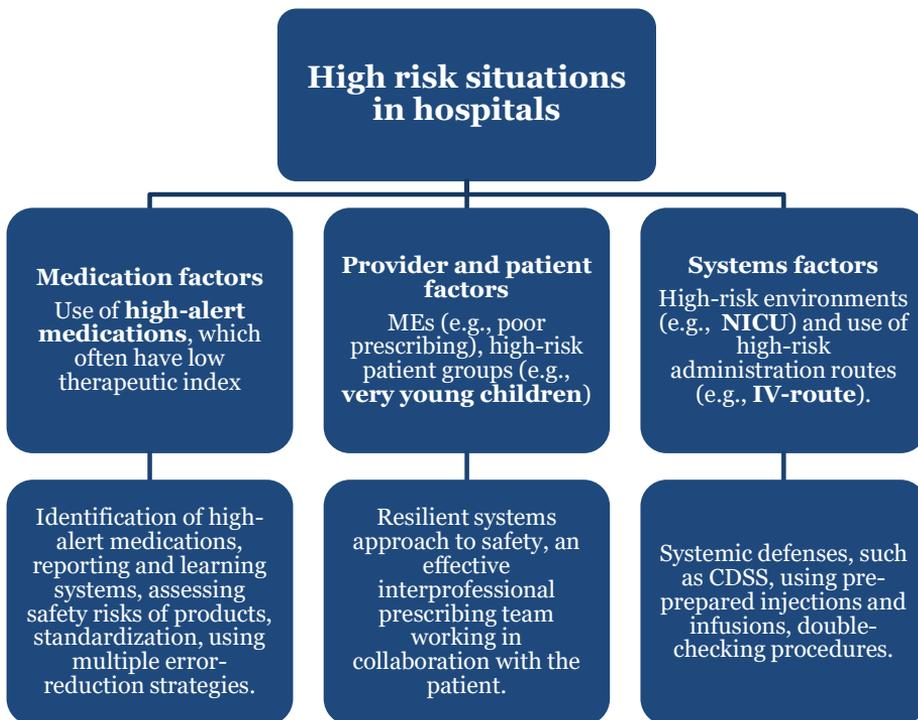 High risk situations
in hospitals
Medication factors
Use of high-alert
medications, which
often have low
therapeutic index
Provider and patient
factors
MEs (e.g., poor
prescribing), high-risk
patient groups (e.g.,
very young children)
Systems factors
High-risk environments
(e.g.,  NICU) and use of
high-risk
administration routes
(e.g., IV-route).
Identification of high-
alert medications,
reporting and learning
systems, assessing
safety risks of products,
standardization, using
multiple error-
reduction strategies.
Resilient systems
approach to safety, an
effective
interprofessional
prescribing team
working in
collaboration with the
patient.
Systemic defenses, such
as CDSS, using pre-
prepared injections and
infusions, double-
checking procedures.